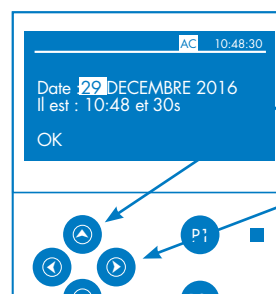 AC 10:48:30
Date :29 DECEMBRE 2016
Il est : 10:48 et 30s
OK
P1